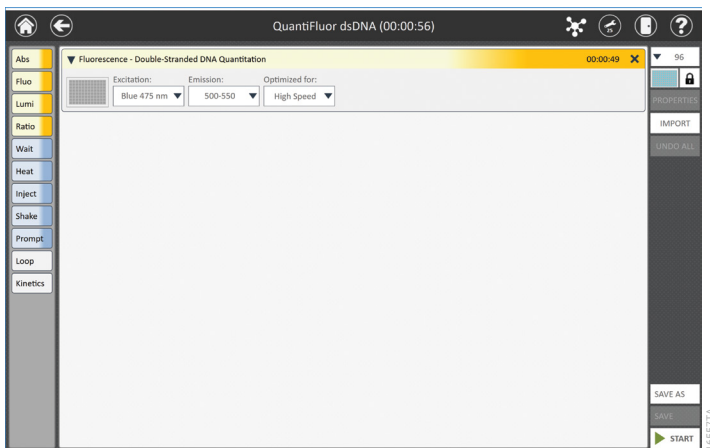 QuantiFluor dsDNA (00:00:56)
25
?
Abs
Fluo
Lumi
Ratio
Wait
Heat
Inject
Shake
Prompt
Loop
Kinetics
Fluorescence - Double-Stranded DNA Quantitation 00:00:49
Excitation: Emission: Optimized for:
Blue 475 nm 500-550 High Speed
96
PROPERTIES
IMPORT
UNDO ALL
SAVE AS
SAVE
START